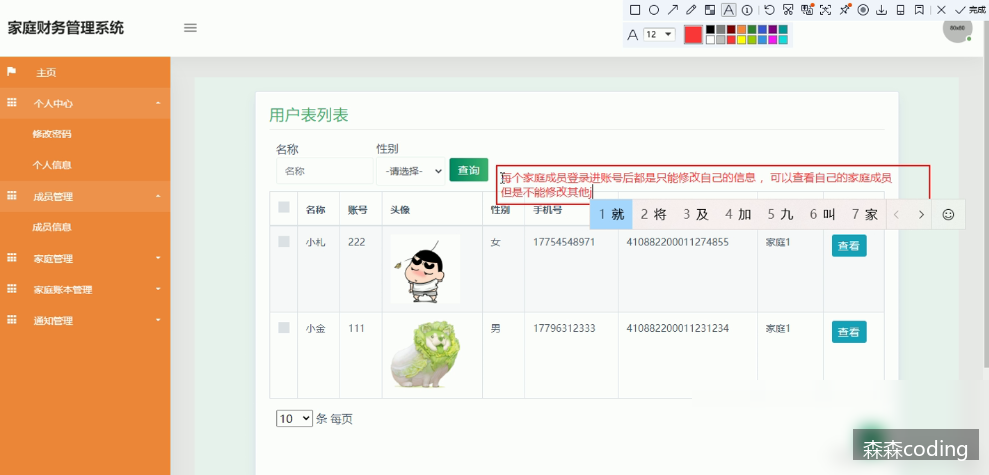 家庭财务管理系统
A 12
完成
主页
个人中心
修改密码
个人信息
成员管理
成员信息
家庭管理
家庭账本管理
通知管理
用户表列表
名称 性别
名称 -请选择- 查询
每个家庭成员登录进账号后都是只能修改自己的信息，可以查看自己的家庭成员
但是不能修改其他j
1 就 2 将 3 及 4 加 5 九 6 叫 7 家
名称 账号 头像 性别 手机号
小札 222 女 17754548971 410882200011274855 家庭1 查看
小金 111 男 17796312333 410882200011231234 家庭1 查看
10 条 每页
森森coding